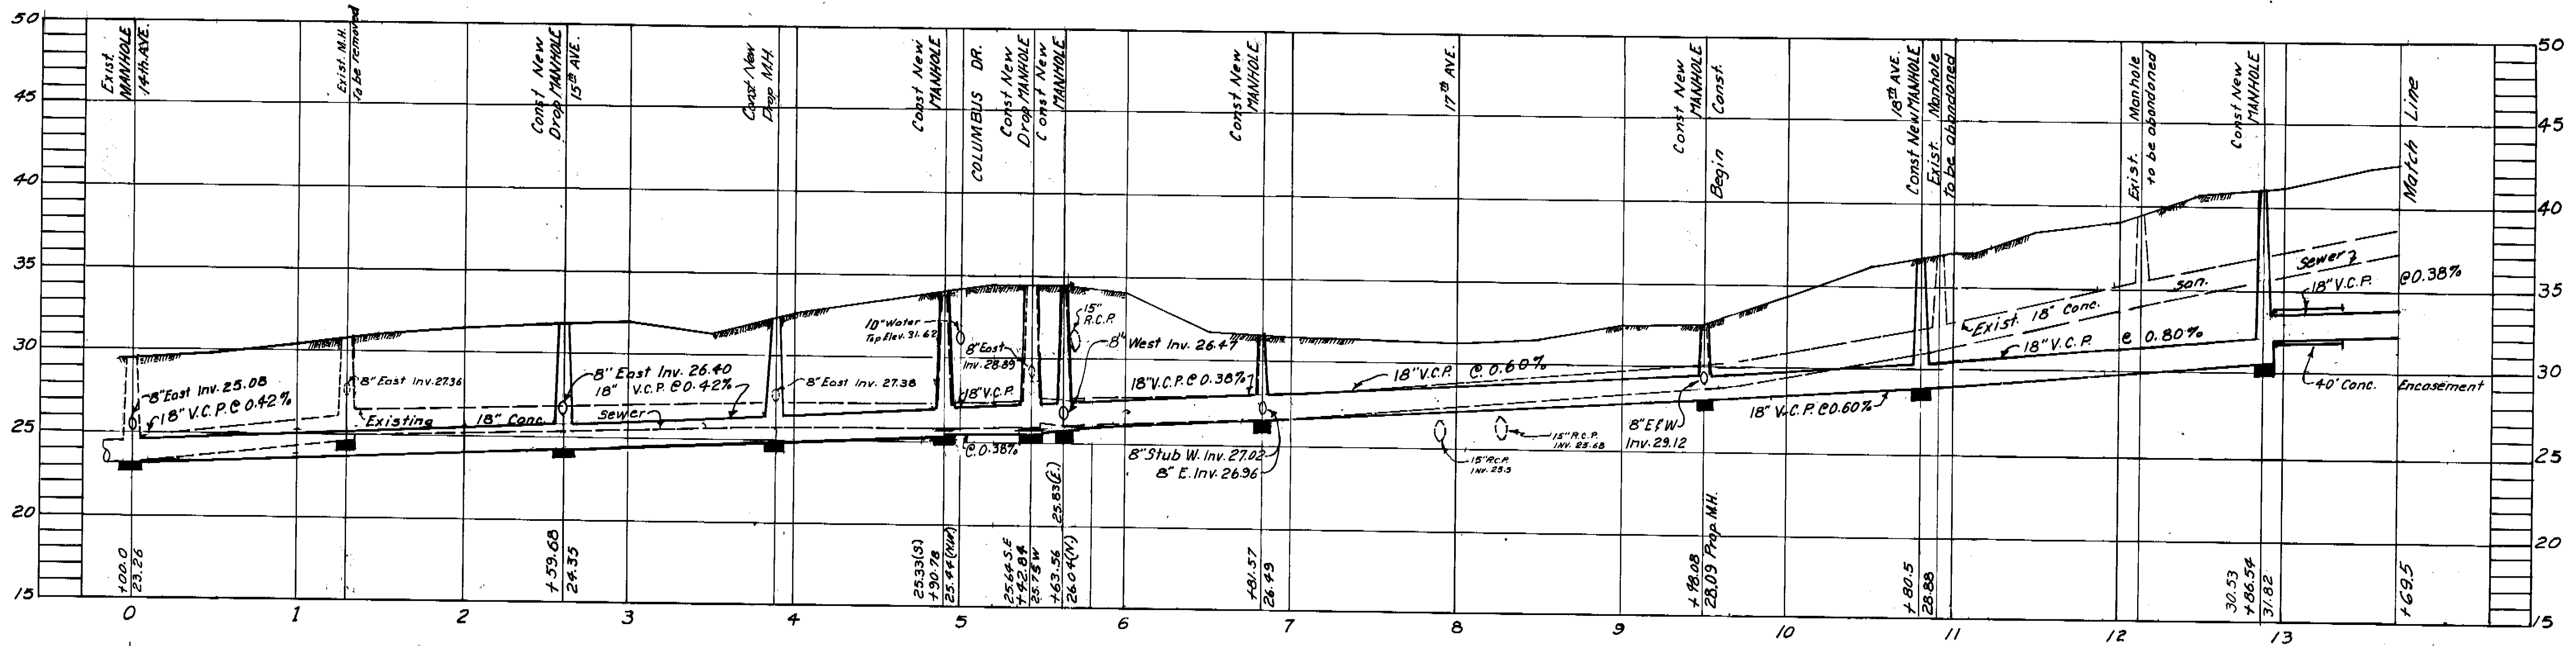 50
45
40
35
30
25
20
15
Exist.
MANHOLE
14th AVE.
Exist. M.H.
to be removed
Const New
Drop MANHOLE
15th AVE.
Const New
Drop M.H.
Const New
MANHOLE
COLUMBUS DR.
Const New
Drop MANHOLE
Const New
MANHOLE
Const. New
MANHOLE
17th AVE.
Const New
MANHOLE
Begin Const.
18th AVE.
Const New MANHOLE
Exist. Manhole
to be abandoned
Exist. Manhole
to be abandoned
Const New
MANHOLE
Match Line
50
45
40
35
30
25
20
15
8" East Inv. 25.08
18" V.C.P. @ 0.42%
8" East Inv. 27.36
Existing 18" Conc. sewer
8" East Inv. 26.40
18" V.C.P. @ 0.42%
8" East Inv. 27.38
10" Water
Top Elev. 31.62
8" East
Inv. 28.89
18" V.C.P.
@ 0.38%
15"
R.C.P.
8" West Inv. 26.47
18" V.C.P. @ 0.38%
8" Stub W. Inv. 27.02
8" E. Inv. 26.96
18" V.C.P. @ 0.60%
15" R.C.P.
INV. 25.5
15" R.C.P.
INV. 25.68
8" E&W
Inv. 29.12
18" V.C.P. @ 0.60%
Exist. 18" Conc. san. sewer
18" V.C.P. @ 0.80%
18" V.C.P. @ 0.38%
40' Conc. Encasement
+00.0
23.26
+59.68
24.35
25.33(S.)
+90.78
25.44(N.W.)
25.64 S.E
+42.84
25.75 W
25.83(E.)
+63.56
26.04(N.)
+81.57
26.49
+98.08
28.09 Prop. M.H.
+80.5
28.88
30.53
+86.54
31.82
+69.5
0 1 2 3 4 5 6 7 8 9 10 11 12 13